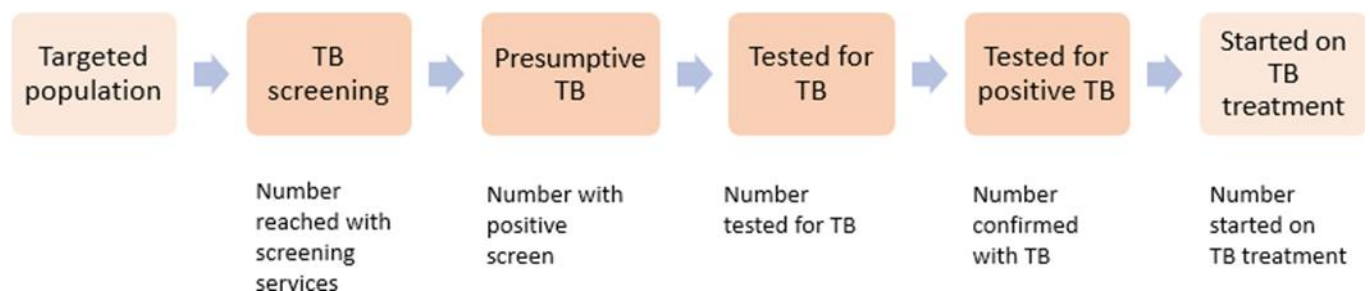 Targeted
population
TB
screening
Presumptive
TB
Tested for
TB
Tested for
positive TB
Started on
TB
treatment
Number
reached with
screening
services
Number with
positive
screen
Number
tested for TB
Number
confirmed
with TB
Number
started on
TB treatment